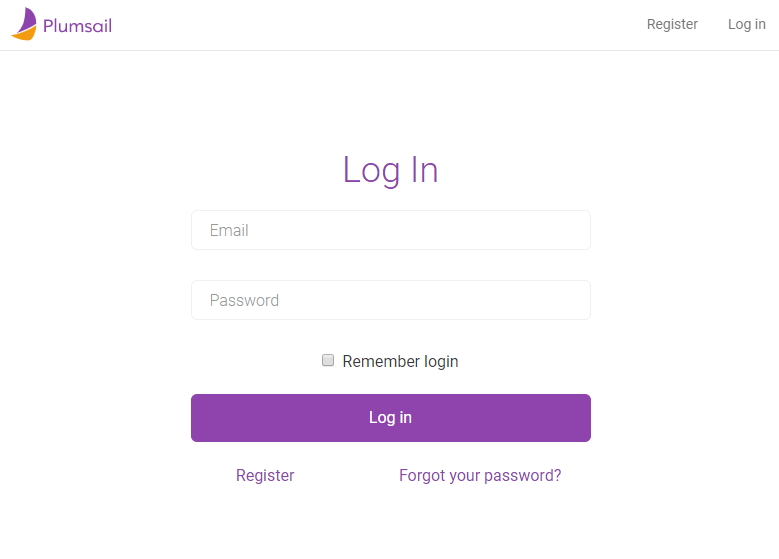 Plumsail Register Log in
Log In
Email
Password
Remember login
Log in
Register Forgot your password?